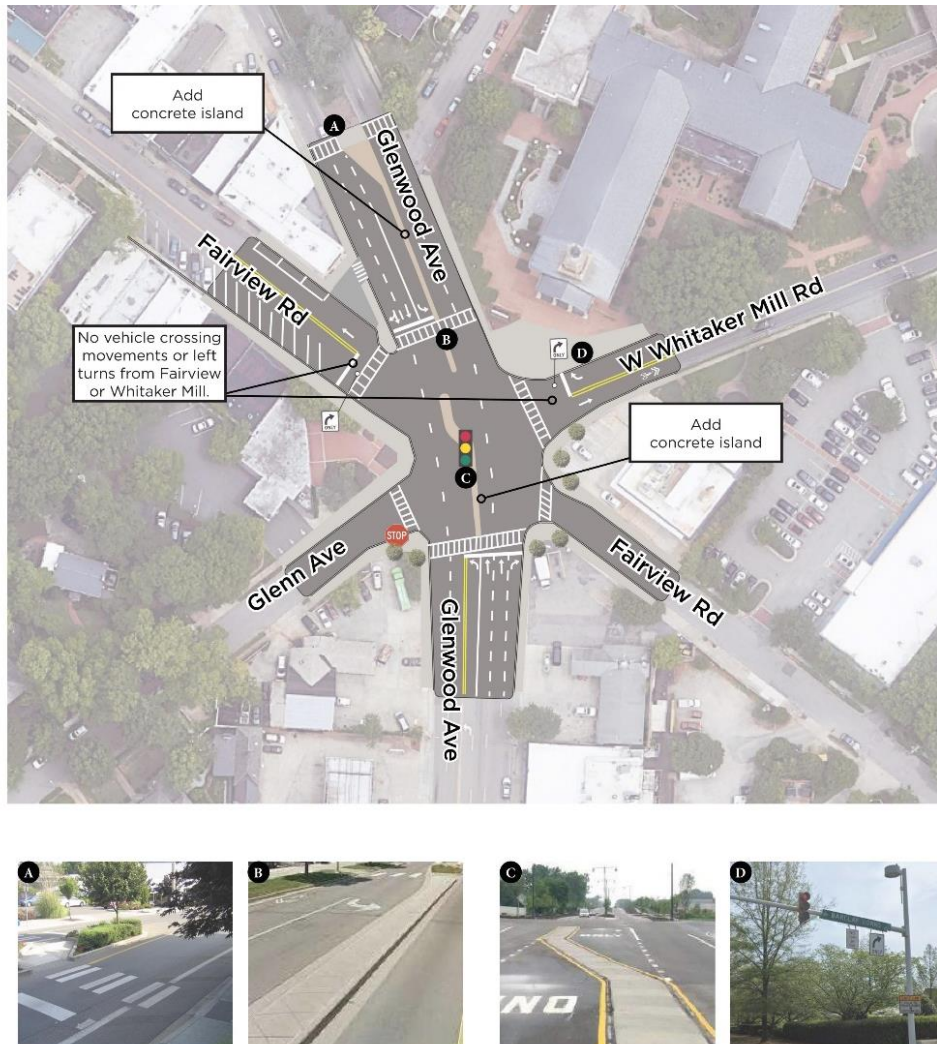 Add
concrete island
A
Glenwood Ave
Fairview Rd
No vehicle crossing
movements or left
turns from Fairview
or Whitaker Mill.
B
D
W Whitaker Mill Rd
ONLY
ONLY
Add
concrete island
C
STOP
Glenn Ave
Glenwood Ave
Fairview Rd
A
B
C
D